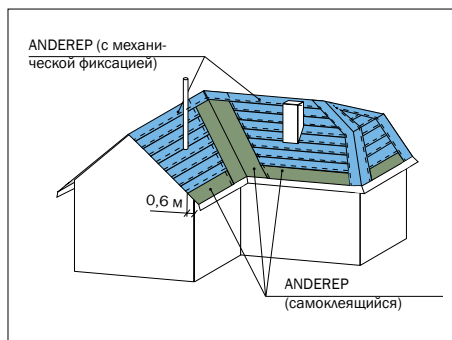 ANDEREP (с механи-
ческой фиксацией)
0,6 м
ANDEREP
(самоклеящийся)